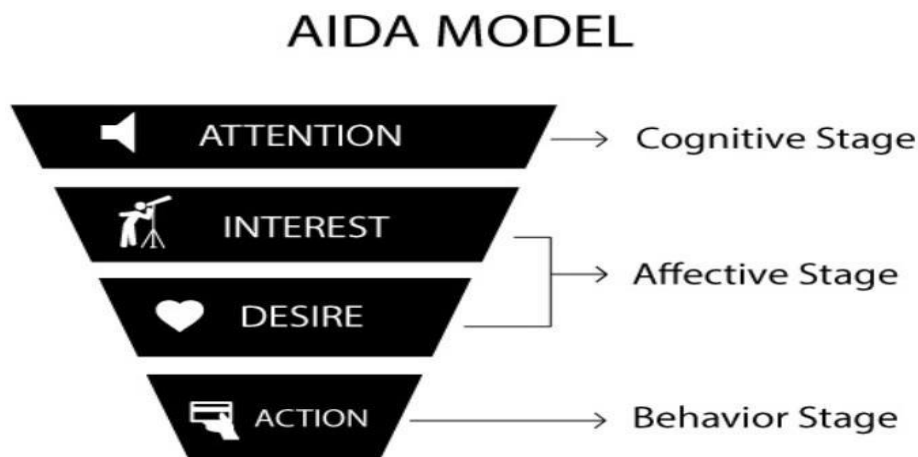 AIDA MODEL
ATTENTION
Cognitive Stage
INTEREST
Affective Stage
DESIRE
ACTION
Behavior Stage